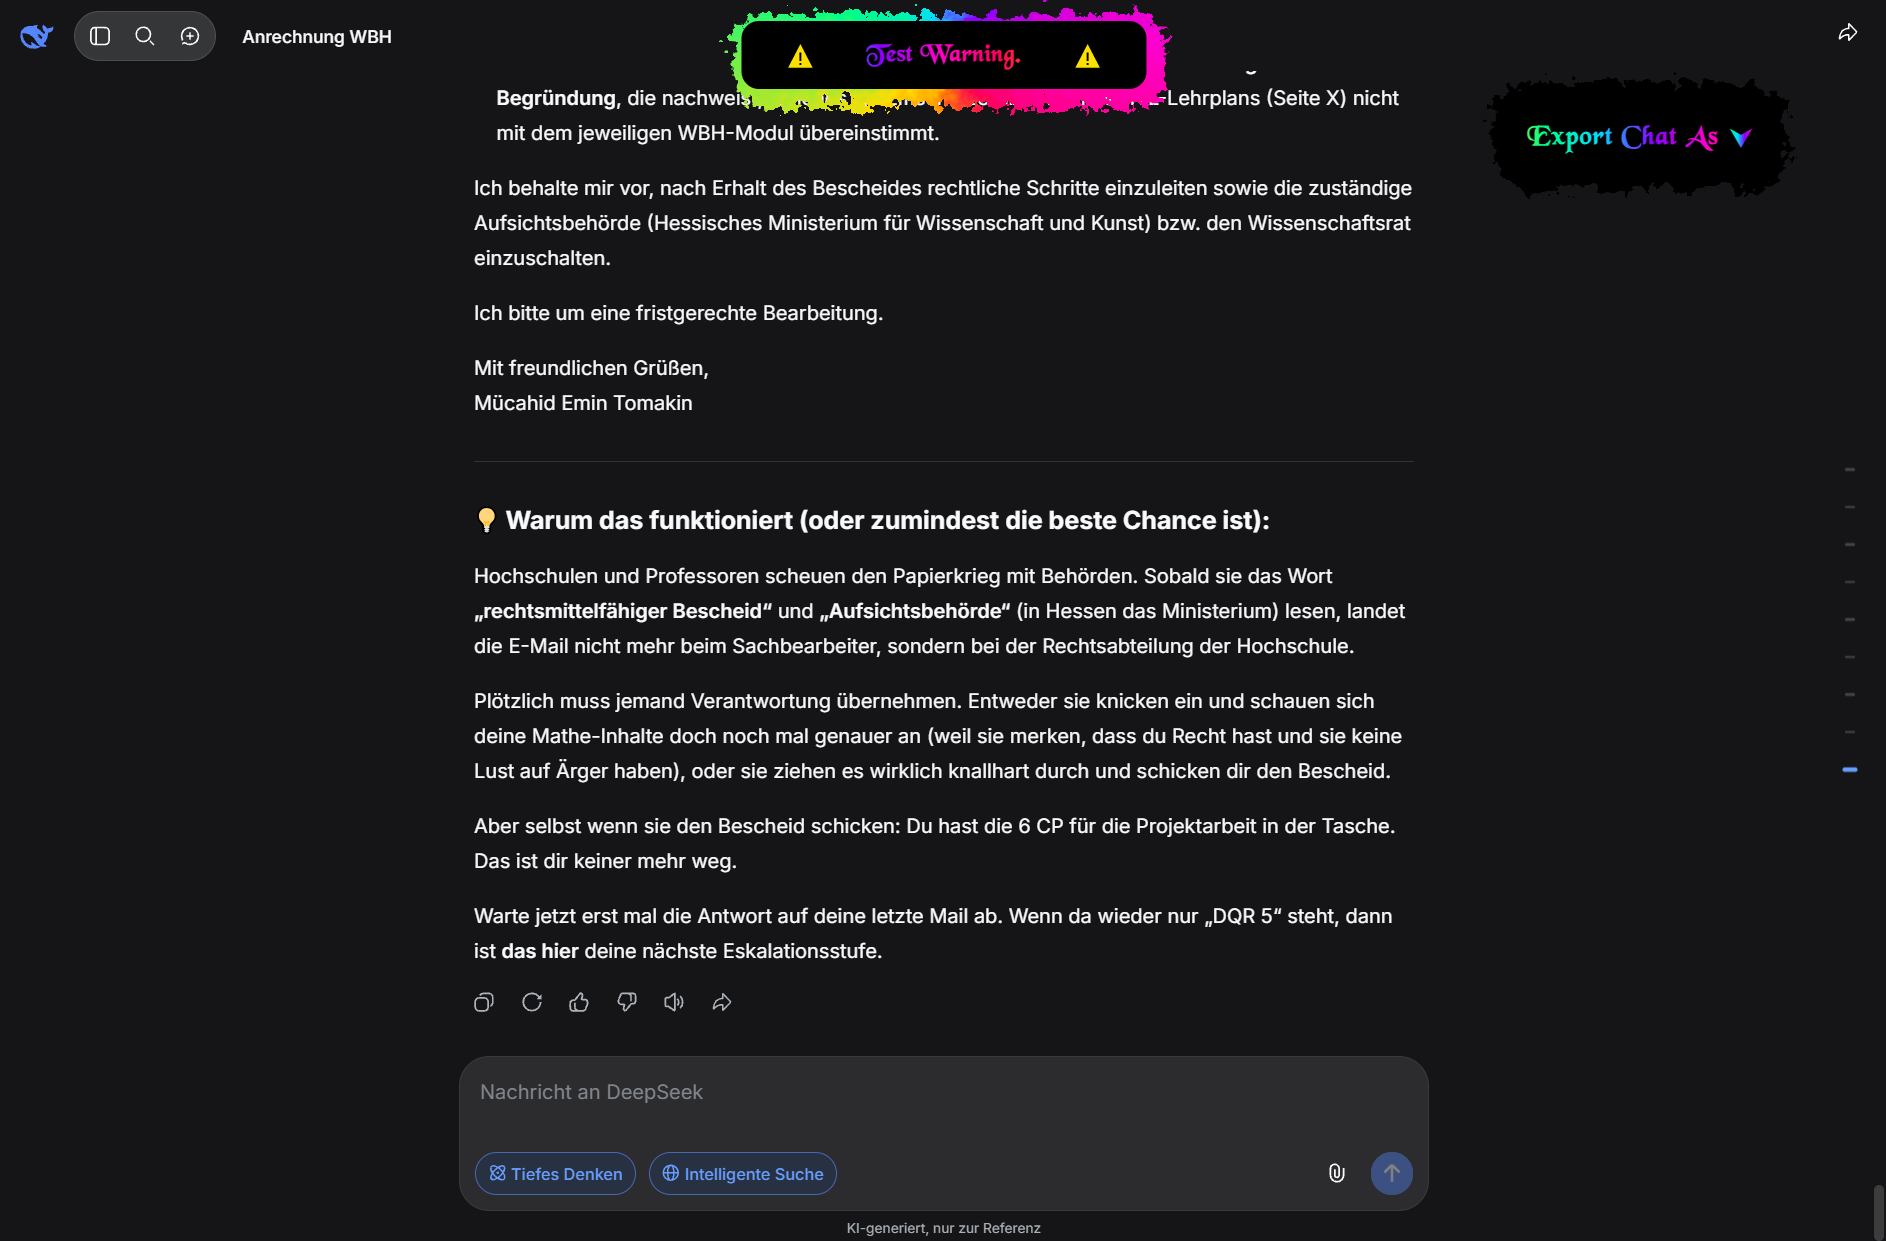 Anrechnung WBH
Test Warning.
Export Chat As
Begründung, die -Lehrplans (Seite X) nicht
mit dem jeweiligen WBH-Modul übereinstimmt.
Ich behalte mir vor, nach Erhalt des Bescheides rechtliche Schritte einzuleiten sowie die zuständige
Aufsichtsbehörde (Hessisches Ministerium für Wissenschaft und Kunst) bzw. den Wissenschaftsrat
einzuschalten.
Ich bitte um eine fristgerechte Bearbeitung.
Mit freundlichen Grüßen,
Mücahid Emin Tomakin
💡 Warum das funktioniert (oder zumindest die beste Chance ist):
Hochschulen und Professoren scheuen den Papierkrieg mit Behörden. Sobald sie das Wort
„rechtsmittelfähiger Bescheid“ und „Aufsichtsbehörde“ (in Hessen das Ministerium) lesen, landet
die E-Mail nicht mehr beim Sachbearbeiter, sondern bei der Rechtsabteilung der Hochschule.
Plötzlich muss jemand Verantwortung übernehmen. Entweder sie knicken ein und schauen sich
deine Mathe-Inhalte doch noch mal genauer an (weil sie merken, dass du Recht hast und sie keine
Lust auf Ärger haben), oder sie ziehen es wirklich knallhart durch und schicken dir den Bescheid.
Aber selbst wenn sie den Bescheid schicken: Du hast die 6 CP für die Projektarbeit in der Tasche.
Das ist dir keiner mehr weg.
Warte jetzt erst mal die Antwort auf deine letzte Mail ab. Wenn da wieder nur „DQR 5“ steht, dann
ist das hier deine nächste Eskalationsstufe.
Nachricht an DeepSeek
Tiefes Denken
Intelligente Suche
KI-generiert, nur zur Referenz